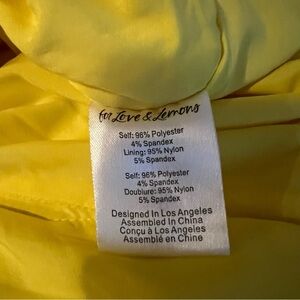 for Love & Lemons
Self: 96% Polyester
4% Spandex
Lining: 95% Nylon
5% Spandex
Self: 96% Polyester
4% Spandex
Doublure: 95% Nylon
5% Spandex
Designed In Los Angeles
Assembled In China
Conçu à Los Angeles
Assemblé en Chine